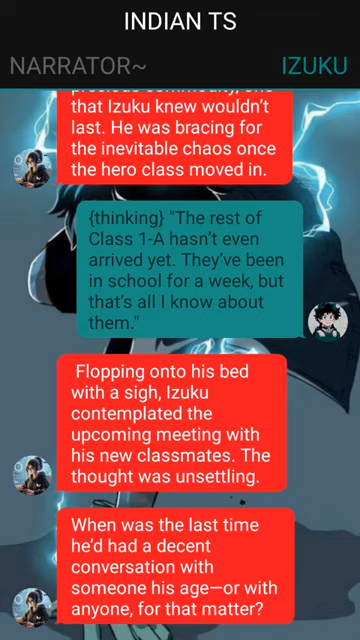 INDIAN TS
NARRATOR~ IZUKU
that Izuku knew wouldn't
last. He was bracing for
the inevitable chaos once
the hero class moved in.
{thinking} "The rest of
Class 1-A hasn't even
arrived yet. They've been
in school for a week, but
that's all I know about
them."
Flopping onto his bed
with a sigh, Izuku
contemplated the
upcoming meeting with
his new classmates. The
thought was unsettling.
When was the last time
he'd had a decent
conversation with
someone his age—or with
anyone, for that matter?